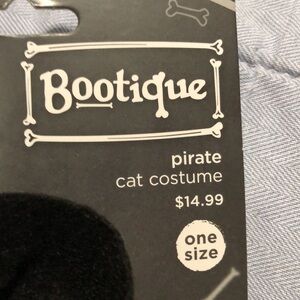 Bootique
pirate
cat costume
$14.99
one
size